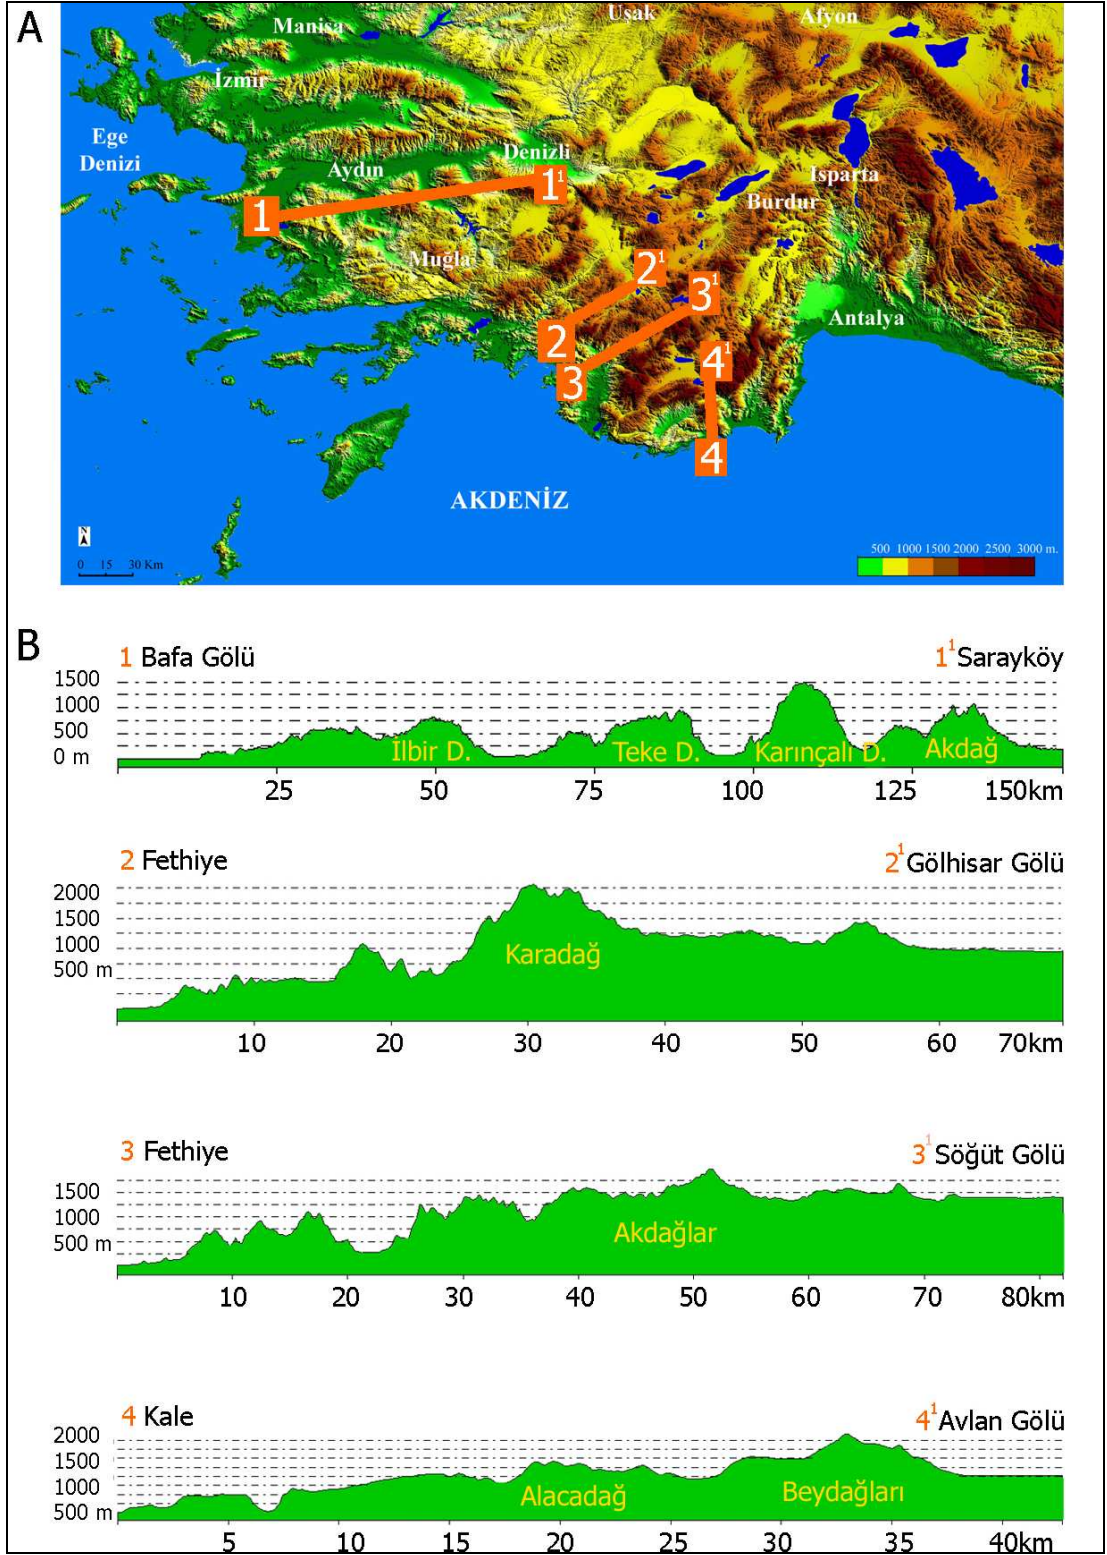 A
Manisa
Uşak
Afyon
İzmir
Ege
Denizi
Aydın
Denizli
Isparta
Burdur
Muğla
Antalya
1
1¹
2¹
3¹
2
3
4¹
4
AKDENİZ
N
0 15 30 Km
500 1000 1500 2000 2500 3000 m.
B
1 Bafa Gölü
1¹ Sarayköy
1500
1000
500
0 m
İlbir D.
Teke D.
Karınçalı D.
Akdağ
25 50 75 100 125 150km
2 Fethiye
2¹ Gölhisar Gölü
2000
1500
1000
500 m
Karadağ
10 20 30 40 50 60 70km
3 Fethiye
3¹ Söğüt Gölü
1500
1000
500 m
Akdağlar
10 20 30 40 50 60 70 80km
4 Kale
4¹ Avlan Gölü
2000
1500
1000
500 m
Alacadağ
Beydağları
5 10 15 20 25 30 35 40km